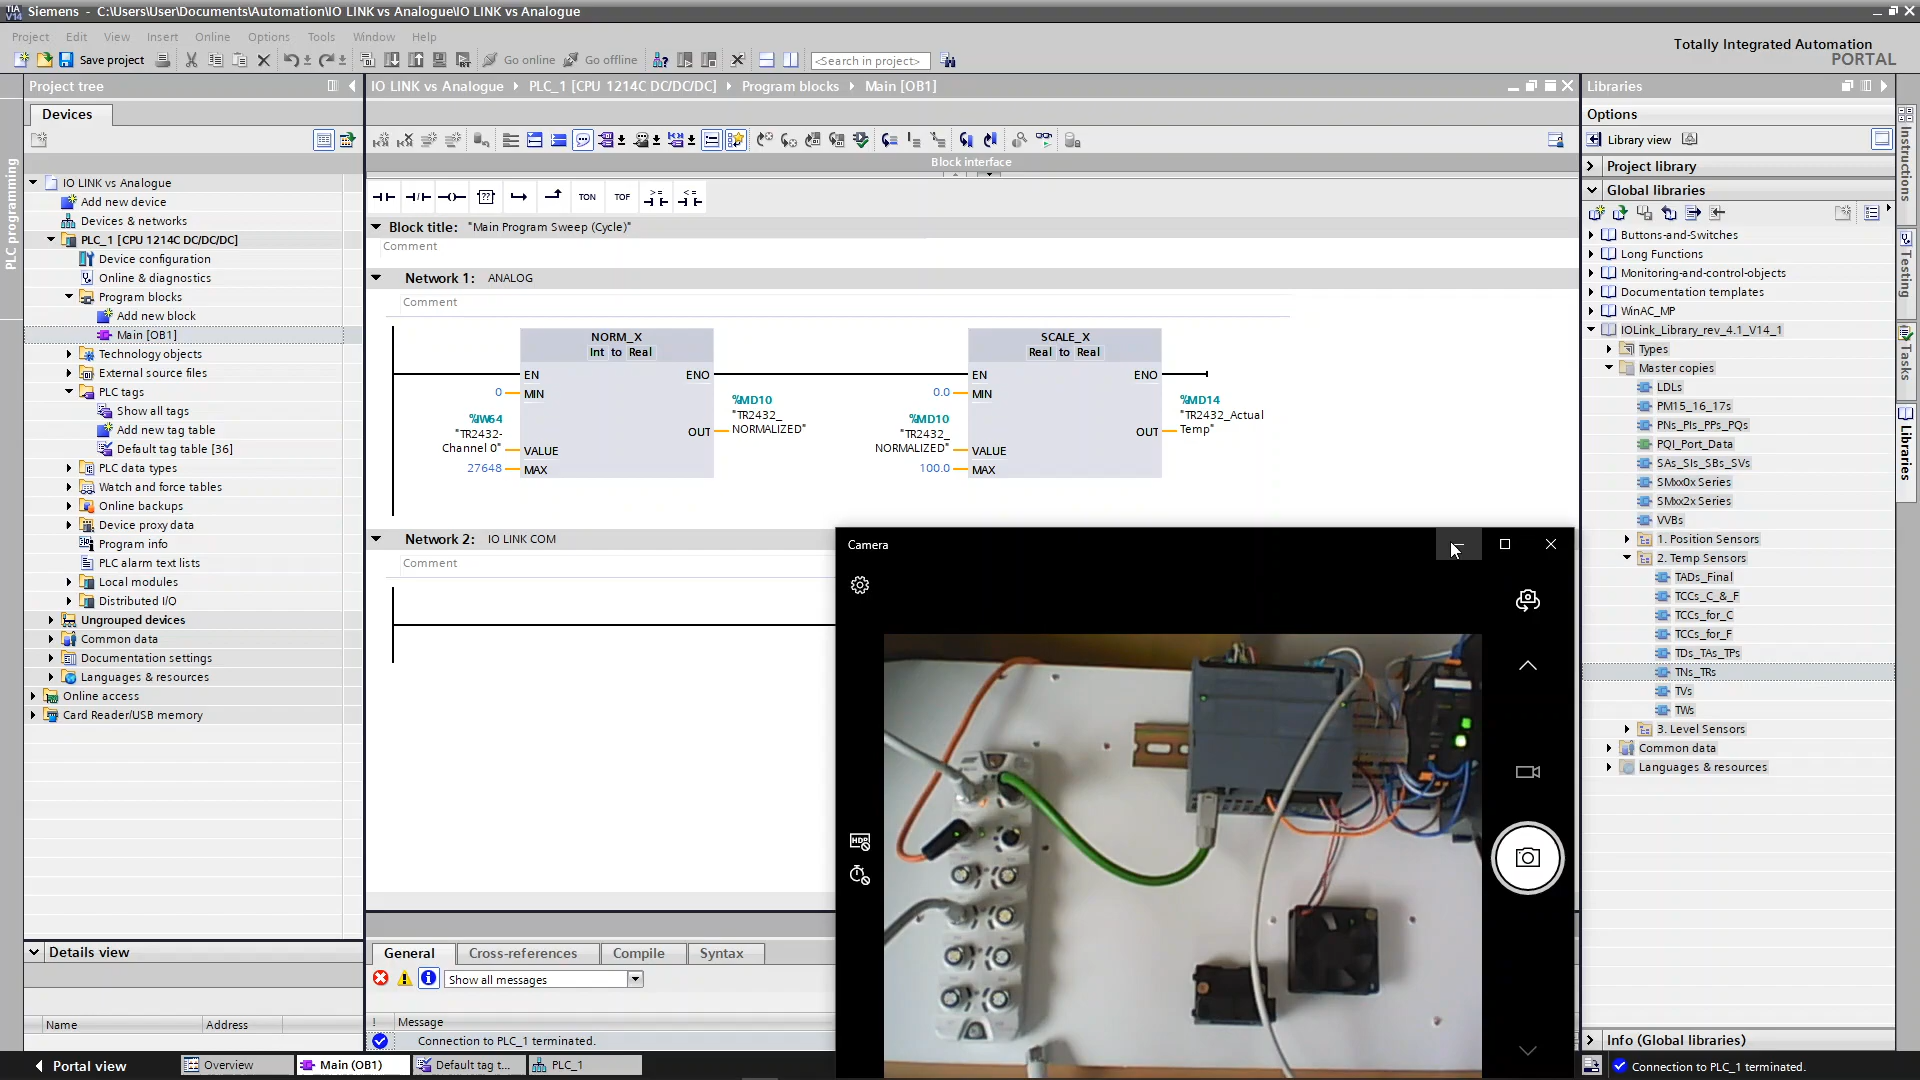 TIA V14 Siemens - C:\Users\User\Documents\Automation\IO LINK vs Analogue\IO LINK vs Analogue
Project Edit View Insert Online Options Tools Window Help
Totally Integrated Automation
PORTAL
Save project Go online Go offline <Search in project>
Project tree
IO LINK vs Analogue PLC_1 [CPU 1214C DC/DC/DC] Program blocks Main [OB1]
Libraries
Devices
Options
Library view
Block interface
Project library
Global libraries
PLC programming
IO LINK vs Analogue
Add new device
Devices & networks
PLC_1 [CPU 1214C DC/DC/DC]
Device configuration
Online & diagnostics
Program blocks
Add new block
Main [OB1]
Technology objects
External source files
PLC tags
Show all tags
Add new tag table
Default tag table [36]
PLC data types
Watch and force tables
Online backups
Device proxy data
Program info
PLC alarm text lists
Local modules
Distributed I/O
Ungrouped devices
Common data
Documentation settings
Languages & resources
Online access
Card Reader/USB memory
Details view
Name Address
?? TON TOF >= <=
Block title: "Main Program Sweep (Cycle)"
Comment
Network 1: ANALOG
Comment
NORM_X
Int to Real
EN ENO
0 MIN
%IW64
"TR2432-
Channel 0" VALUE
27648 MAX
OUT
%MD10
"TR2432_
NORMALIZED"
SCALE_X
Real to Real
EN ENO
0.0 MIN
%MD10
"TR2432_
NORMALIZED" VALUE
100.0 MAX
OUT
%MD14
"TR2432_Actual
Temp"
Network 2: IO LINK COM
Comment
Camera
HDR
General Cross-references Compile Syntax
Show all messages
! Message
Connection to PLC_1 terminated.
Buttons-and-Switches
Long Functions
Monitoring-and-control-objects
Documentation templates
WinAC_MP
IOLink_Library_rev_4.1_V14_1
Types
Master copies
LDLs
PM15_16_17s
PNs_PIs_PPs_PQs
PQI_Port_Data
SAs_SIs_SBs_SVs
SMxx0x Series
SMxx2x Series
VVBs
1. Position Sensors
2. Temp Sensors
TADs_Final
TCCs_C_&_F
TCCs_for_C
TCCs_for_F
TDs_TAs_TPs
TNs_TRs
TVs
TWs
3. Level Sensors
Common data
Languages & resources
Info (Global libraries)
Instructions
Testing
Tasks
Libraries
Portal view Overview Main (OB1) Default tag t... PLC_1
Connection to PLC_1 terminated.